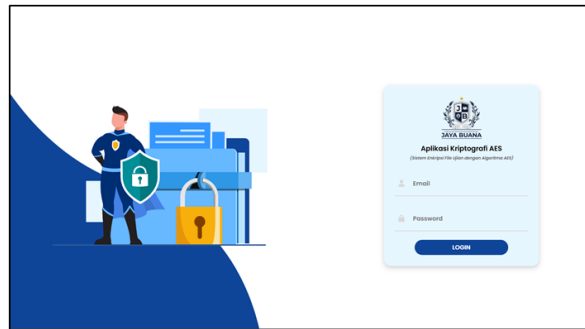 JAYA BUANA
Aplikasi Kriptografi AES
(Sistem Enkripsi File Ujian dengan Algoritma AES)
Email
Password
LOGIN